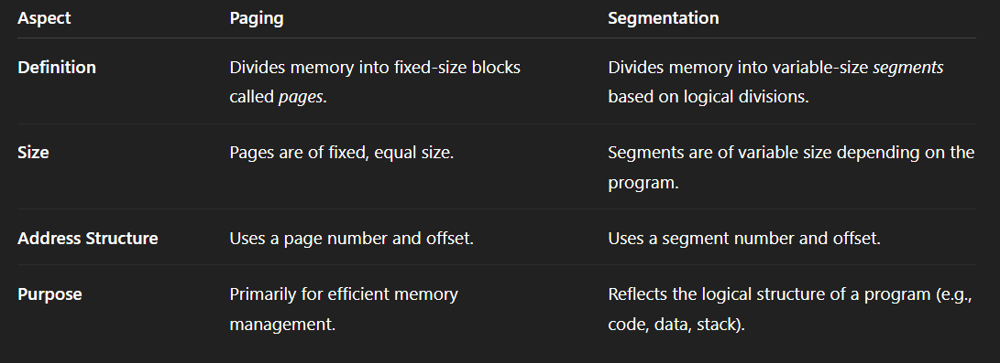 Aspect Paging Segmentation
Definition Divides memory into fixed-size blocks called pages. Divides memory into variable-size segments based on logical divisions.
Size Pages are of fixed, equal size. Segments are of variable size depending on the program.
Address Structure Uses a page number and offset. Uses a segment number and offset.
Purpose Primarily for efficient memory management. Reflects the logical structure of a program (e.g., code, data, stack).